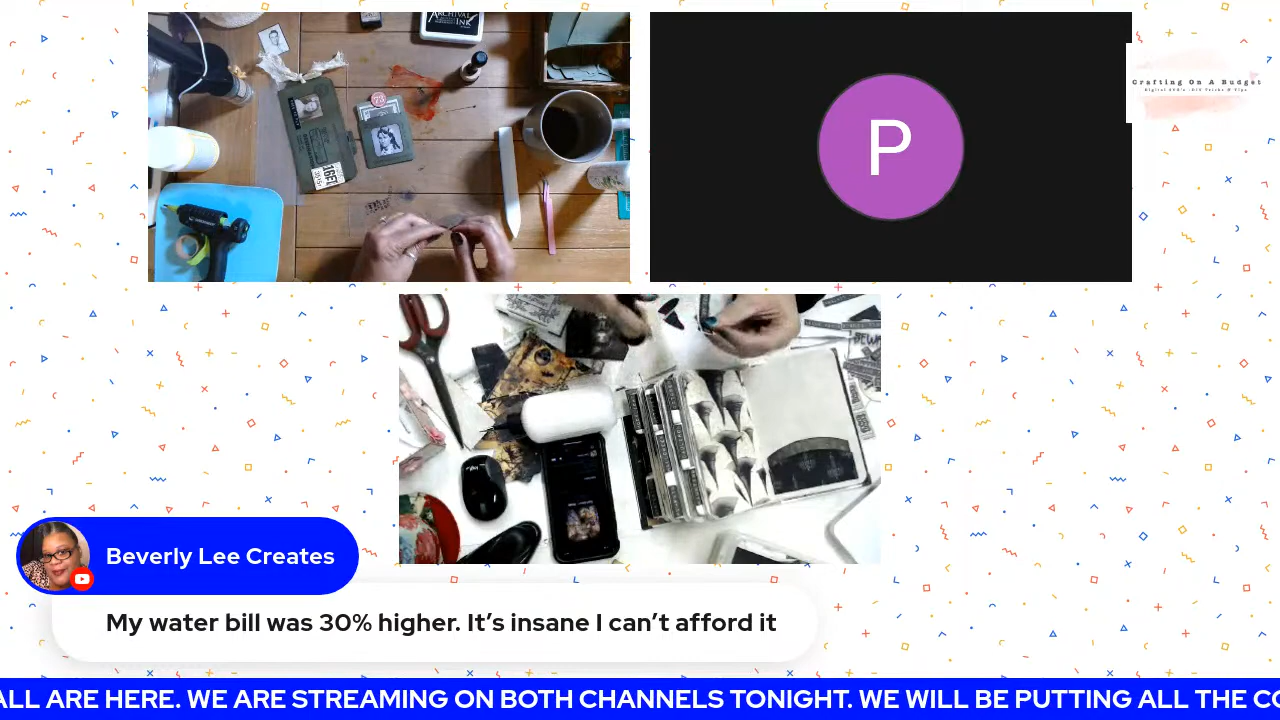 ARCHIVAL
INK
P
Crafting On A Budget
Beverly Lee Creates
My water bill was 30% higher. It’s insane I can’t afford it
ALL ARE HERE. WE ARE STREAMING ON BOTH CHANNELS TONIGHT. WE WILL BE PUTTING ALL THE CO